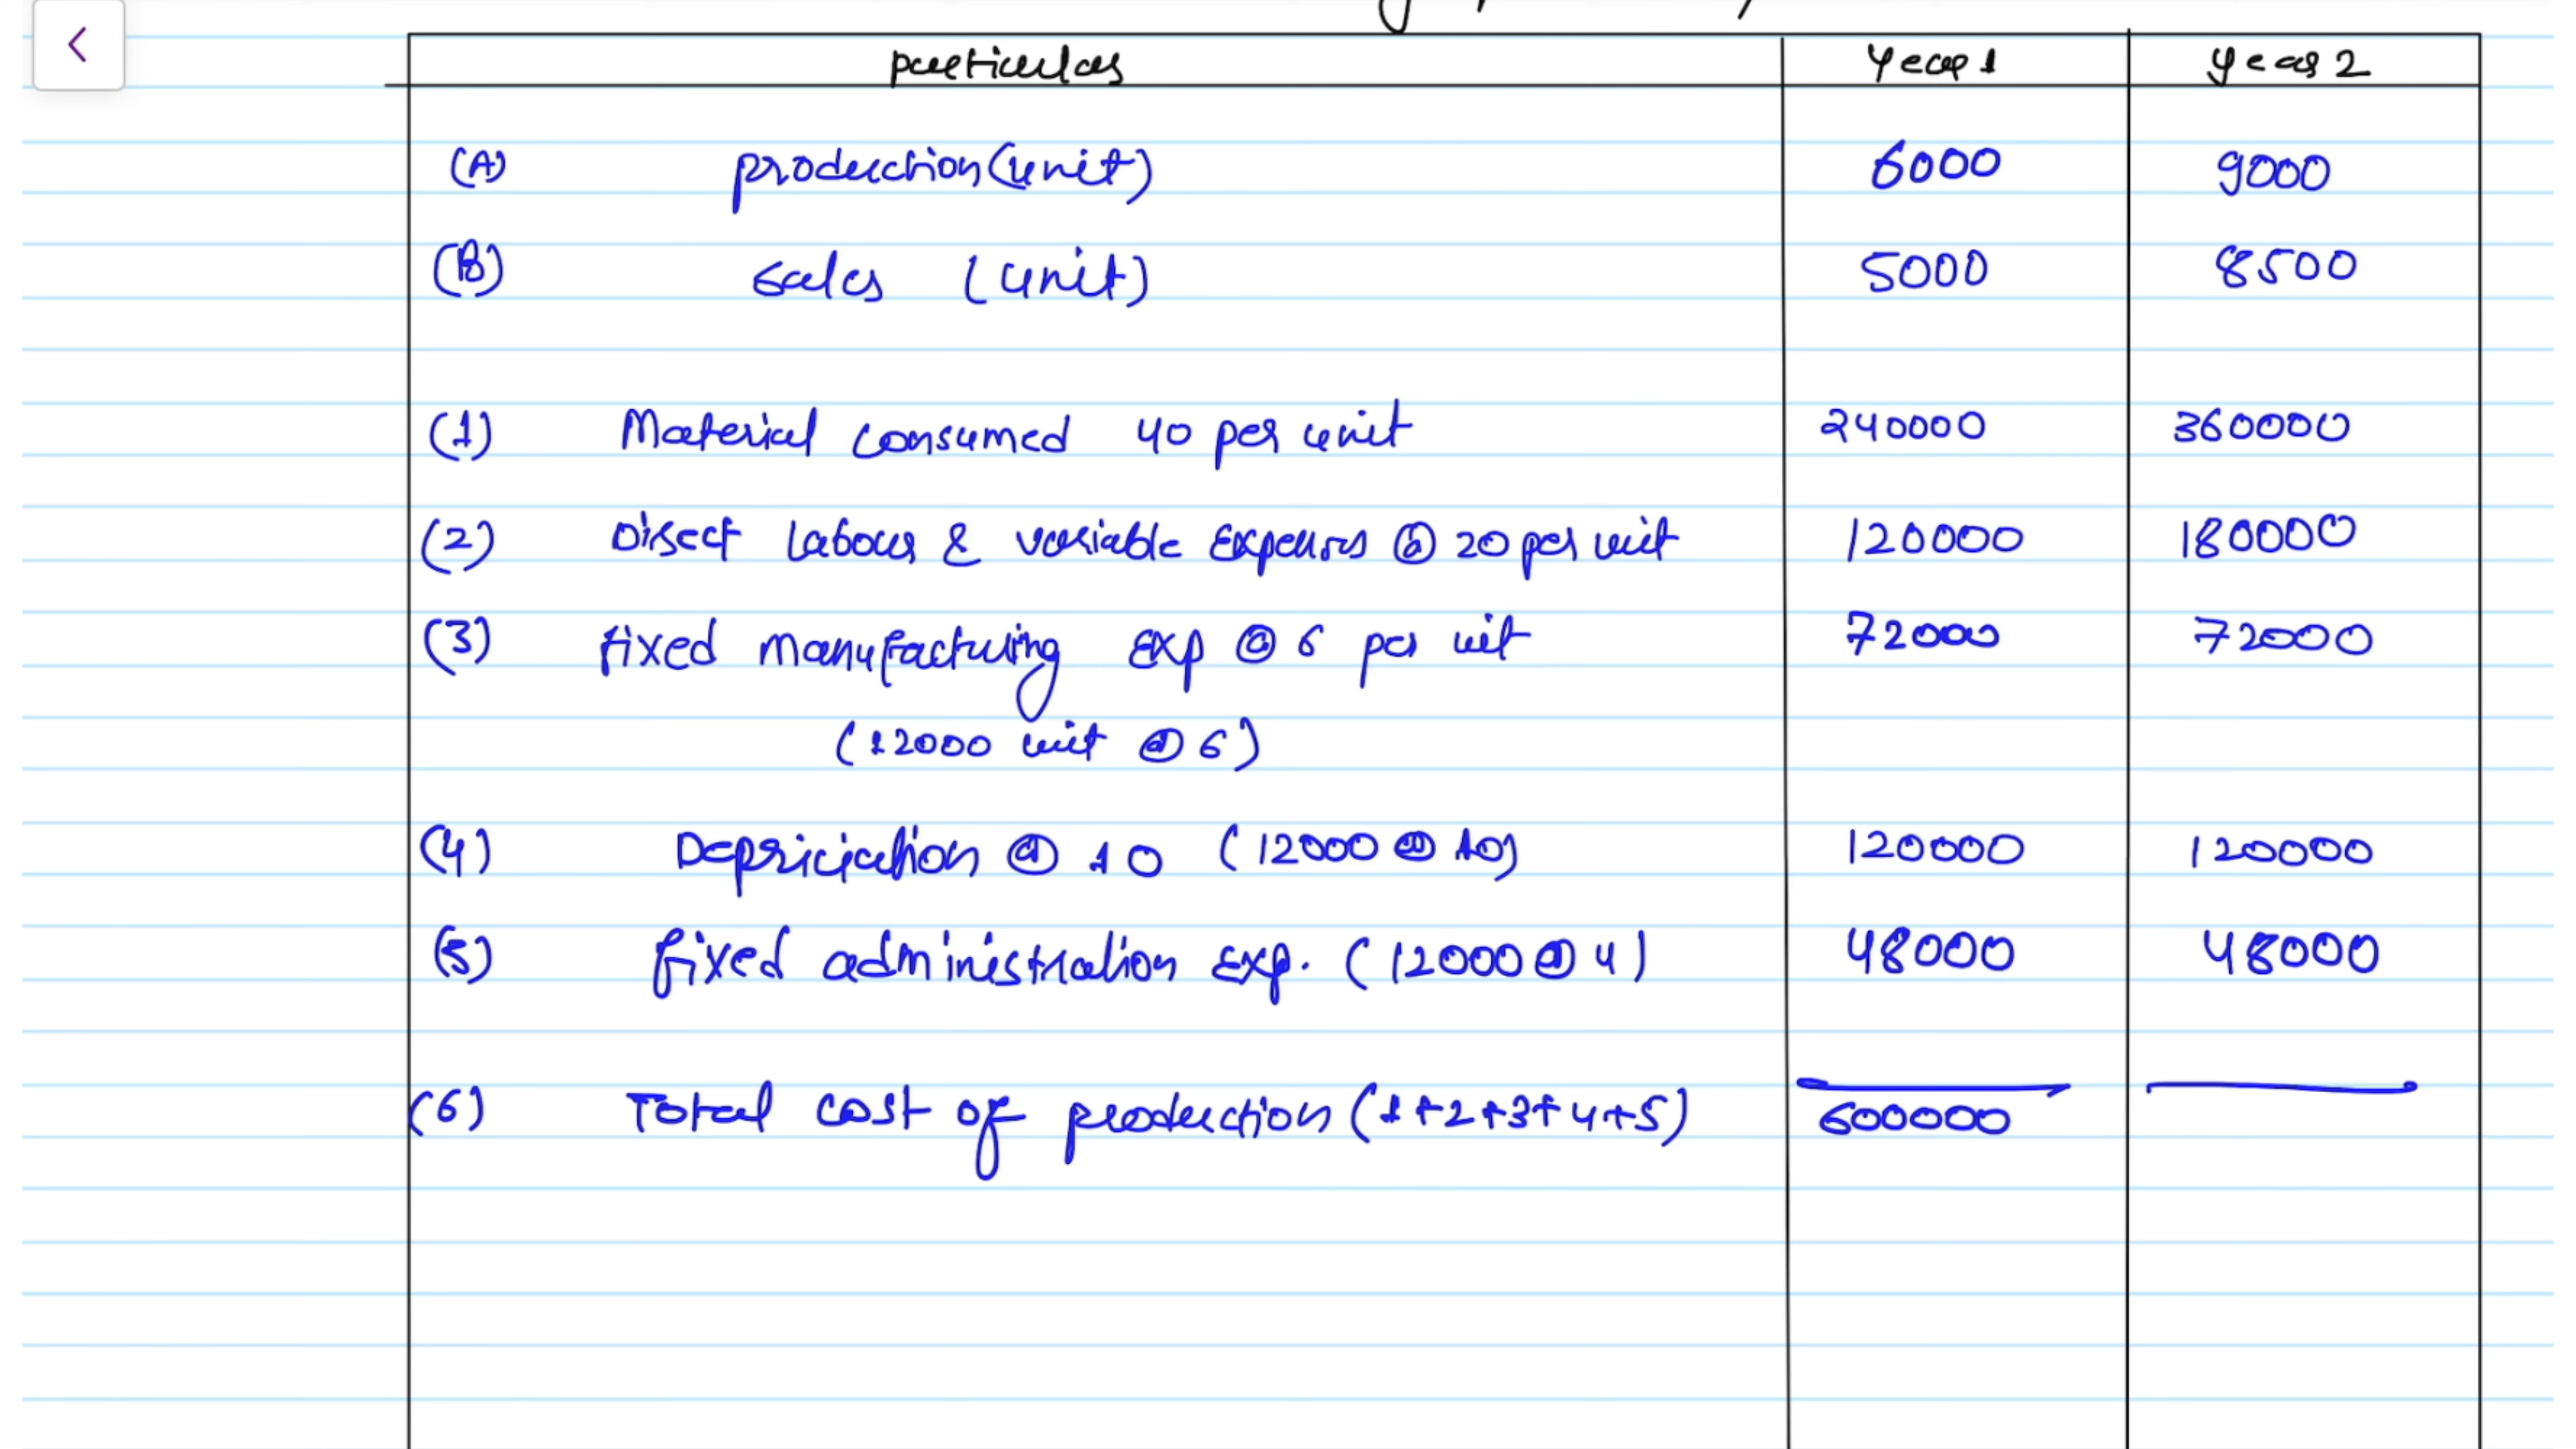 particulars Year 1 year 2
(A) production (unit) 6000 9000
(B) sales (unit) 5000 8500
(1) Material consumed 40 per unit 240000 360000
(2) Direct labour & variable Expenses @ 20 per unit 120000 180000
(3) fixed manufacturing Exp @ 6 per unit 72000 72000
(12000 unit @ 6)
(4) Depriciation @ 10 (12000 @ 10) 120000 120000
(5) fixed administration Exp. (12000 @ 4) 48000 48000
(6) Total cost of production (1+2+3+4+5) 600000